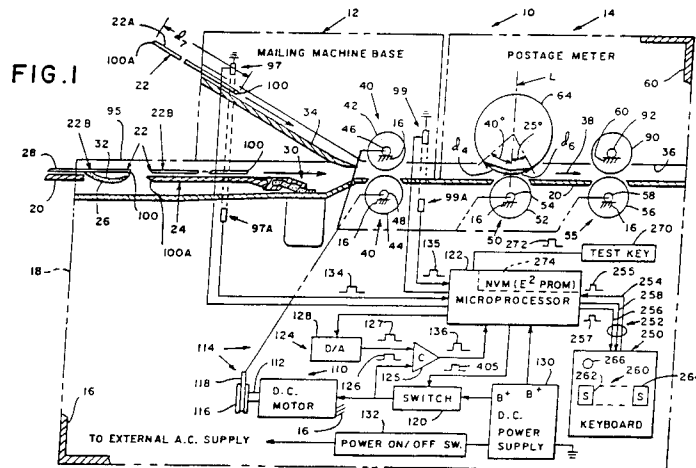 FIG.1
10
12
14
MAILING MACHINE BASE
POSTAGE METER
22A
d7
100A
22
97
100
34
40
42
46
16
99
L
64
40° 25°
d4
d6
38
60
60
92
90
36
95
22B
32
22
22B
100
30
28
20
26
100
24
100A
97A
16
48
40
44
99A
16
50
20
54
52
16
55
58
56
16
18
134
135
122
272
274
TEST KEY
270
NVM (E² PROM)
MICROPROCESSOR
255
254
258
256
252
250
257
114
124
128
127
D/A
136
C
125
126
405
118
116
112
110
D.C. MOTOR
16
SWITCH
120
130
B+ B+
D.C. POWER SUPPLY
266
262
260
264
S
S
KEYBOARD
16
TO EXTERNAL A.C. SUPPLY
132
POWER ON/OFF SW.